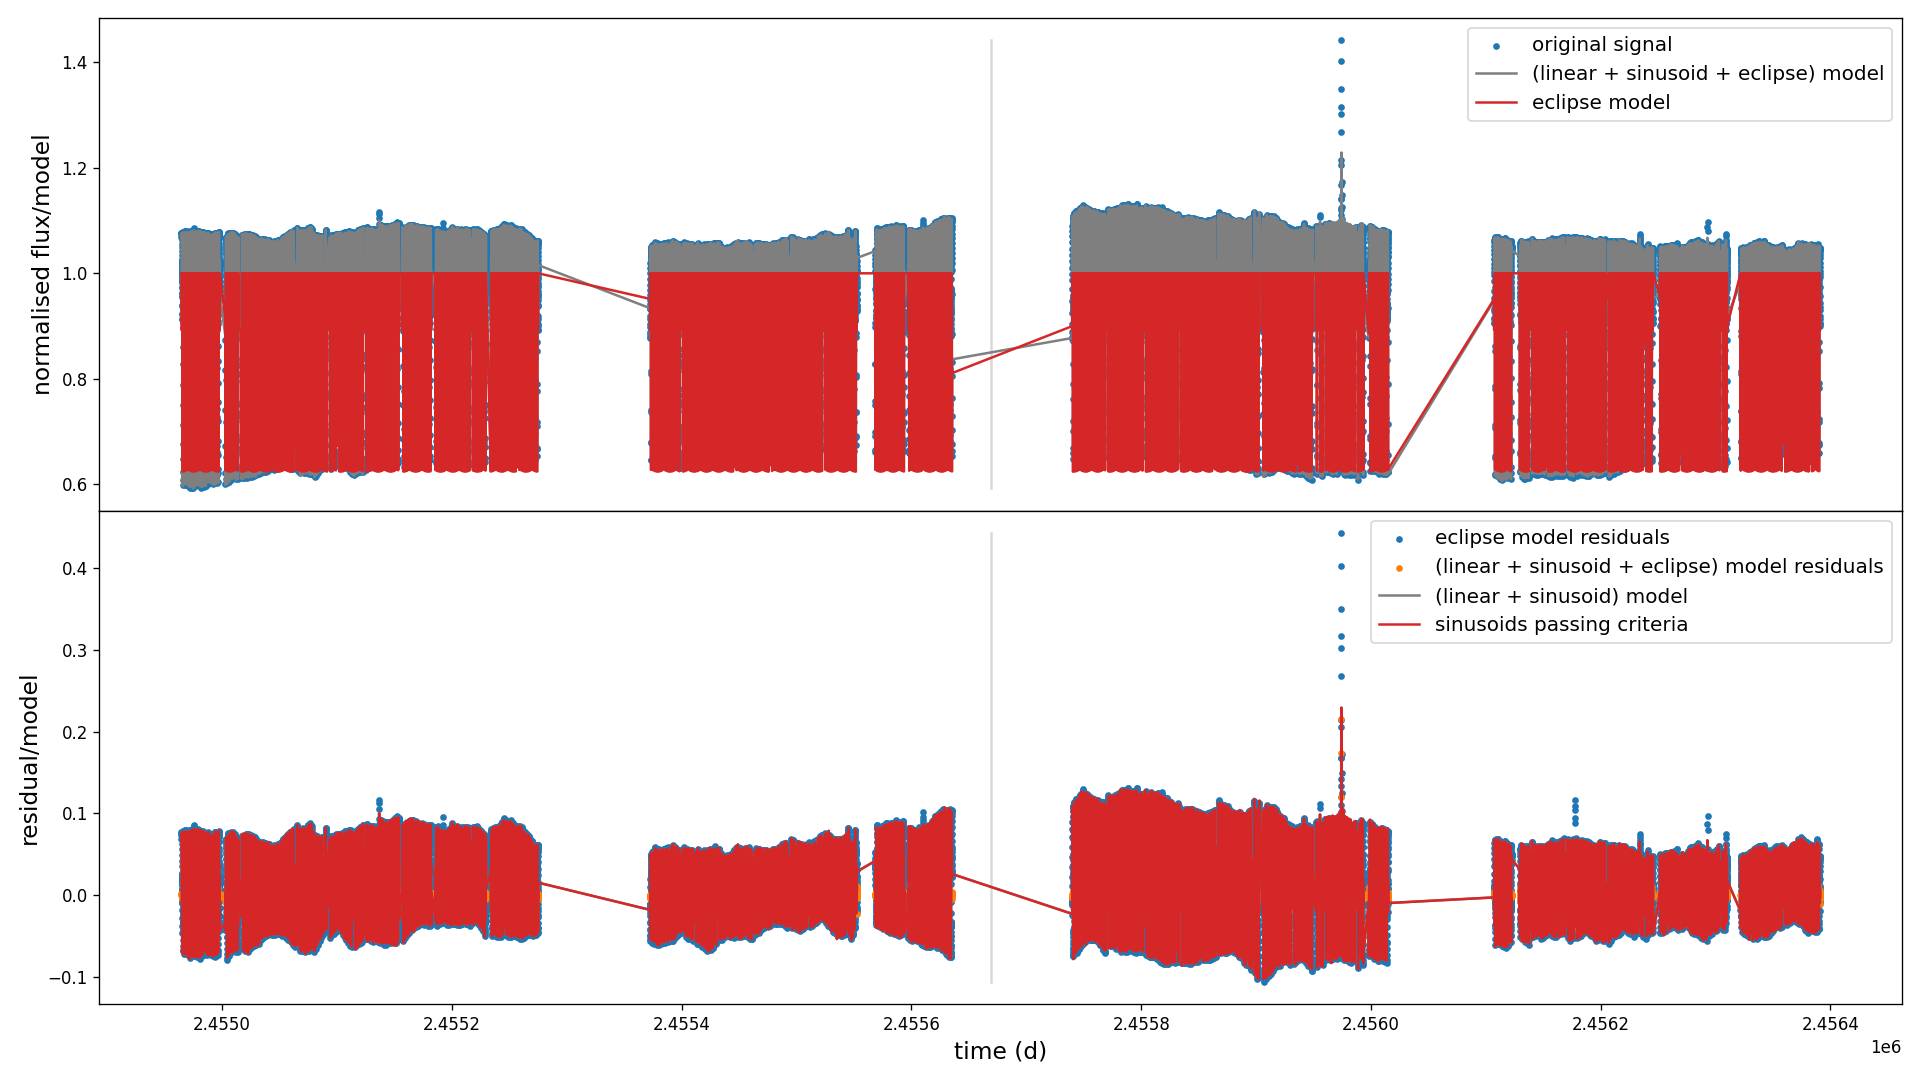 1.4
1.2
1.0
0.8
0.6
normalised flux/model
original signal
(linear + sinusoid + eclipse) model
eclipse model
0.4
0.3
0.2
0.1
0.0
−0.1
residual/model
eclipse model residuals
(linear + sinusoid + eclipse) model residuals
(linear + sinusoid) model
sinusoids passing criteria
2.4550 2.4552 2.4554 2.4556 2.4558 2.4560 2.4562 2.4564
1e6
time (d)